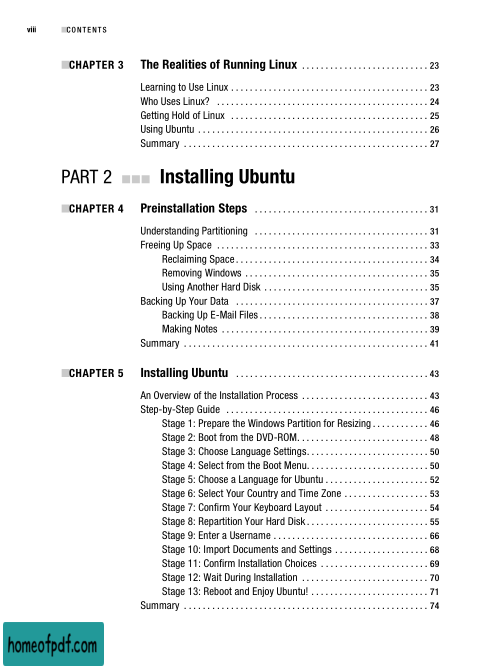 viii ■CONTENTS
■CHAPTER 3 The Realities of Running Linux . . . . . . . . . . . . . . . . . . . . . . . . . . . 23
Learning to Use Linux . . . . . . . . . . . . . . . . . . . . . . . . . . . . . . . . . . . . . . . . . . 23
Who Uses Linux? . . . . . . . . . . . . . . . . . . . . . . . . . . . . . . . . . . . . . . . . . . . . . 24
Getting Hold of Linux . . . . . . . . . . . . . . . . . . . . . . . . . . . . . . . . . . . . . . . . . . 25
Using Ubuntu . . . . . . . . . . . . . . . . . . . . . . . . . . . . . . . . . . . . . . . . . . . . . . . . . 26
Summary . . . . . . . . . . . . . . . . . . . . . . . . . . . . . . . . . . . . . . . . . . . . . . . . . . . . 27
PART 2 ■■■ Installing Ubuntu
■CHAPTER 4 Preinstallation Steps . . . . . . . . . . . . . . . . . . . . . . . . . . . . . . . . . . . . . 31
Understanding Partitioning . . . . . . . . . . . . . . . . . . . . . . . . . . . . . . . . . . . . . 31
Freeing Up Space . . . . . . . . . . . . . . . . . . . . . . . . . . . . . . . . . . . . . . . . . . . . . 33
Reclaiming Space . . . . . . . . . . . . . . . . . . . . . . . . . . . . . . . . . . . . . . . . . 34
Removing Windows . . . . . . . . . . . . . . . . . . . . . . . . . . . . . . . . . . . . . . . 35
Using Another Hard Disk . . . . . . . . . . . . . . . . . . . . . . . . . . . . . . . . . . . 35
Backing Up Your Data . . . . . . . . . . . . . . . . . . . . . . . . . . . . . . . . . . . . . . . . . 37
Backing Up E-Mail Files . . . . . . . . . . . . . . . . . . . . . . . . . . . . . . . . . . . . 38
Making Notes . . . . . . . . . . . . . . . . . . . . . . . . . . . . . . . . . . . . . . . . . . . . 39
Summary . . . . . . . . . . . . . . . . . . . . . . . . . . . . . . . . . . . . . . . . . . . . . . . . . . . . 41
■CHAPTER 5 Installing Ubuntu . . . . . . . . . . . . . . . . . . . . . . . . . . . . . . . . . . . . . . . . . 43
An Overview of the Installation Process . . . . . . . . . . . . . . . . . . . . . . . . . . . 43
Step-by-Step Guide . . . . . . . . . . . . . . . . . . . . . . . . . . . . . . . . . . . . . . . . . . . 46
Stage 1: Prepare the Windows Partition for Resizing . . . . . . . . . . . . 46
Stage 2: Boot from the DVD-ROM. . . . . . . . . . . . . . . . . . . . . . . . . . . . 48
Stage 3: Choose Language Settings. . . . . . . . . . . . . . . . . . . . . . . . . . 50
Stage 4: Select from the Boot Menu. . . . . . . . . . . . . . . . . . . . . . . . . . 50
Stage 5: Choose a Language for Ubuntu . . . . . . . . . . . . . . . . . . . . . . 52
Stage 6: Select Your Country and Time Zone . . . . . . . . . . . . . . . . . . 53
Stage 7: Confirm Your Keyboard Layout . . . . . . . . . . . . . . . . . . . . . . 54
Stage 8: Repartition Your Hard Disk . . . . . . . . . . . . . . . . . . . . . . . . . . 55
Stage 9: Enter a Username . . . . . . . . . . . . . . . . . . . . . . . . . . . . . . . . . 66
Stage 10: Import Documents and Settings . . . . . . . . . . . . . . . . . . . . 68
Stage 11: Confirm Installation Choices . . . . . . . . . . . . . . . . . . . . . . . 69
Stage 12: Wait During Installation . . . . . . . . . . . . . . . . . . . . . . . . . . . 70
Stage 13: Reboot and Enjoy Ubuntu! . . . . . . . . . . . . . . . . . . . . . . . . . 71
Summary . . . . . . . . . . . . . . . . . . . . . . . . . . . . . . . . . . . . . . . . . . . . . . . . . . . . 74
homeofpdf.com